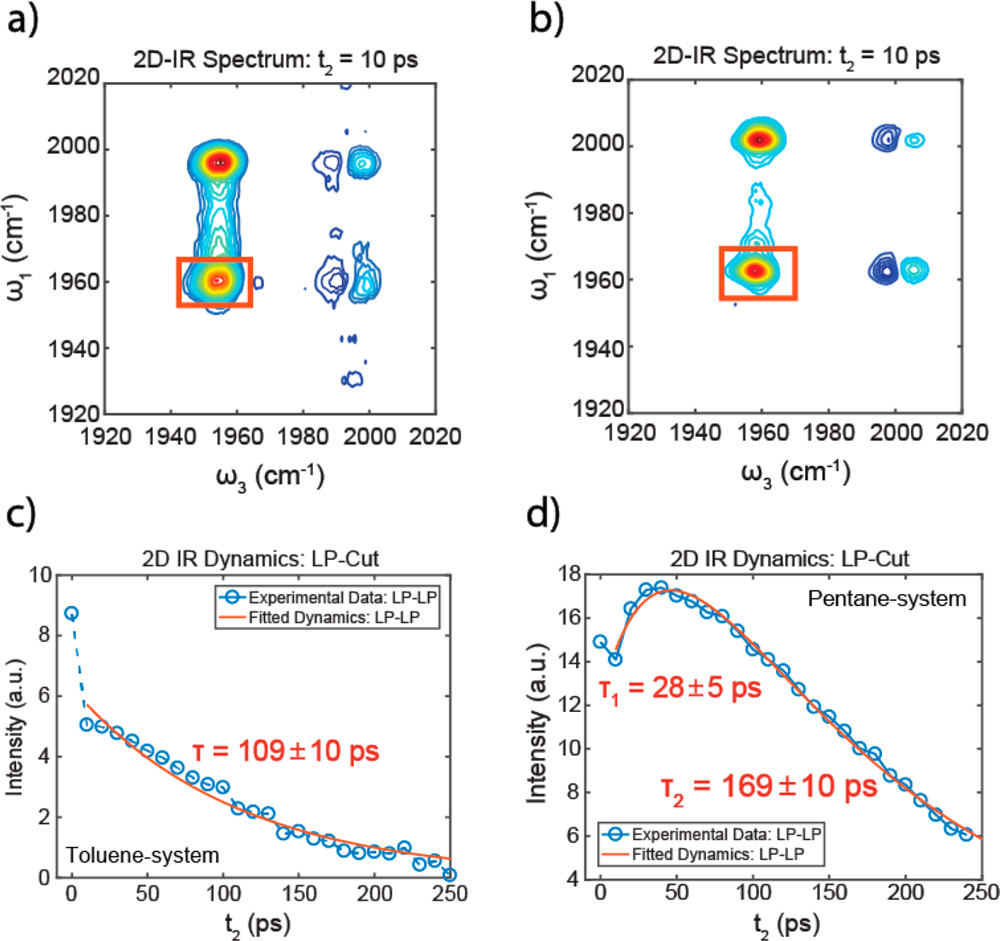 a)
2D-IR Spectrum: t2 = 10 ps
2020
2000
1980
1960
1940
1920
ω1 (cm-1)
1920 1940 1960 1980 2000 2020
ω3 (cm-1)
b)
2D-IR Spectrum: t2 = 10 ps
2020
2000
1980
1960
1940
1920
ω1 (cm-1)
1920 1940 1960 1980 2000 2020
ω3 (cm-1)
c)
2D IR Dynamics: LP-Cut
10
8
6
4
2
0
Intensity (a.u.)
Experimental Data: LP-LP
Fitted Dynamics: LP-LP
τ = 109±10 ps
Toluene-system
0 50 100 150 200 250
t2 (ps)
d)
2D IR Dynamics: LP-Cut
18
16
14
12
10
8
6
4
Intensity (a.u.)
Pentane-system
τ1 = 28±5 ps
τ2 = 169±10 ps
Experimental Data: LP-LP
Fitted Dynamics: LP-LP
0 50 100 150 200 250
t2 (ps)